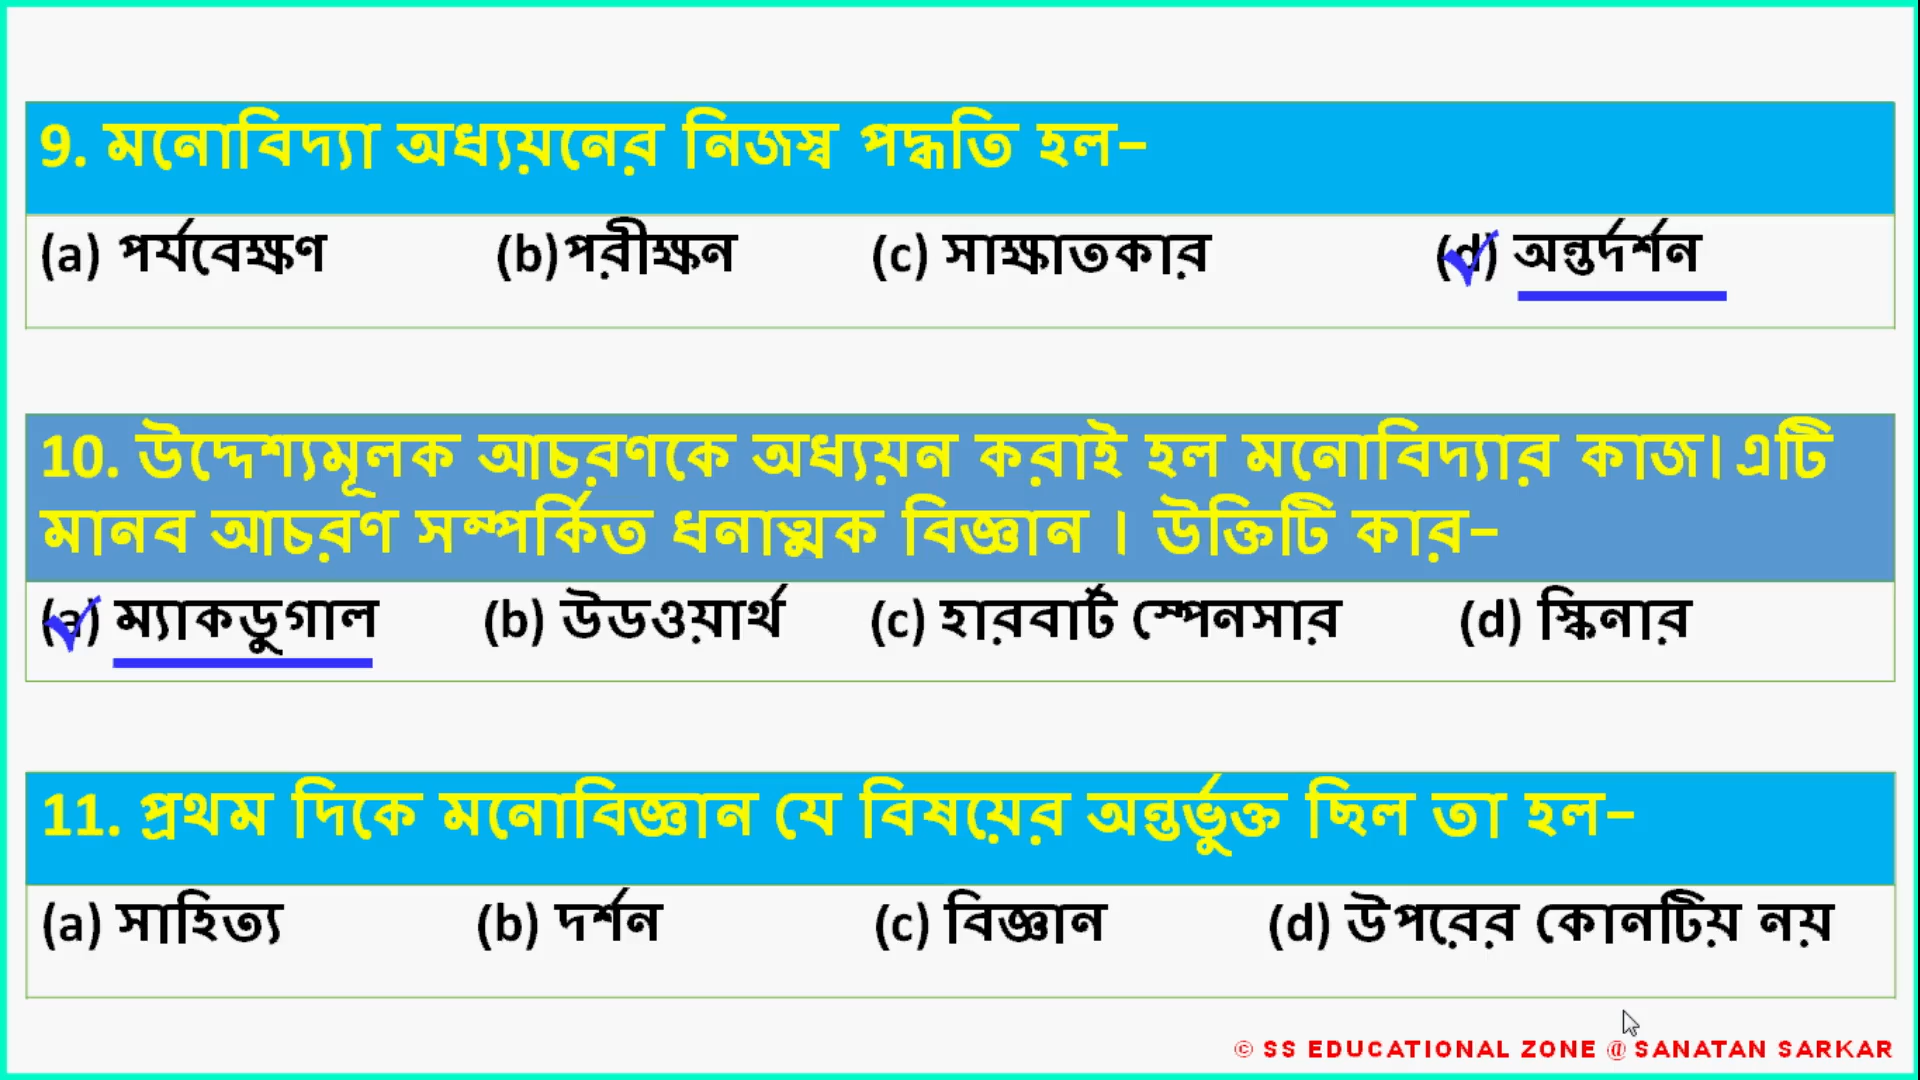 9. মনোবিদ্যা অধ্যয়নের নিজস্ব পদ্ধতি হল–
(a) পর্যবেক্ষণ (b)পরীক্ষন (c) সাক্ষাতকার (d) অন্তর্দর্শন
10. উদ্দেশ্যমূলক আচরণকে অধ্যয়ন করাই হল মনোবিদ্যার কাজ। এটি
মানব আচরণ সম্পর্কিত ধনাত্মক বিজ্ঞান । উক্তিটি কার–
(a) ম্যাকডুগাল (b) উডওয়ার্থ (c) হারবার্ট স্পেনসার (d) স্কিনার
11. প্রথম দিকে মনোবিজ্ঞান যে বিষয়ের অন্তর্ভুক্ত ছিল তা হল–
(a) সাহিত্য (b) দর্শন (c) বিজ্ঞান (d) উপরের কোনটিয় নয়
© SS EDUCATIONAL ZONE @ SANATAN SARKAR